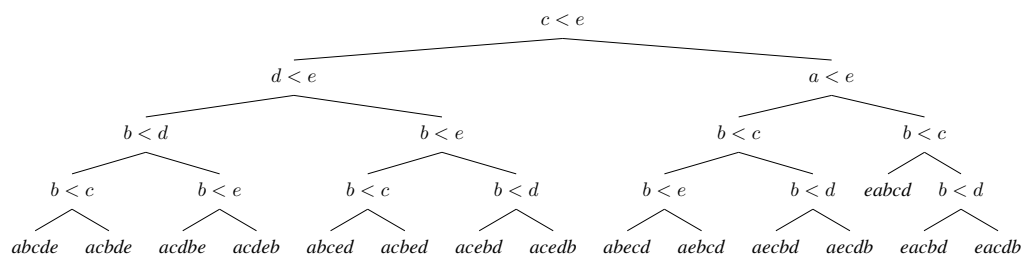 c < e
d < e a < e
b < d b < e b < c b < c
b < c b < e b < c b < d b < e b < d eabcd b < d
abcde acbde acdbe acdeb abced acbed acebd acedb abecd aebcd aecbd aecdb eacbd eacdb